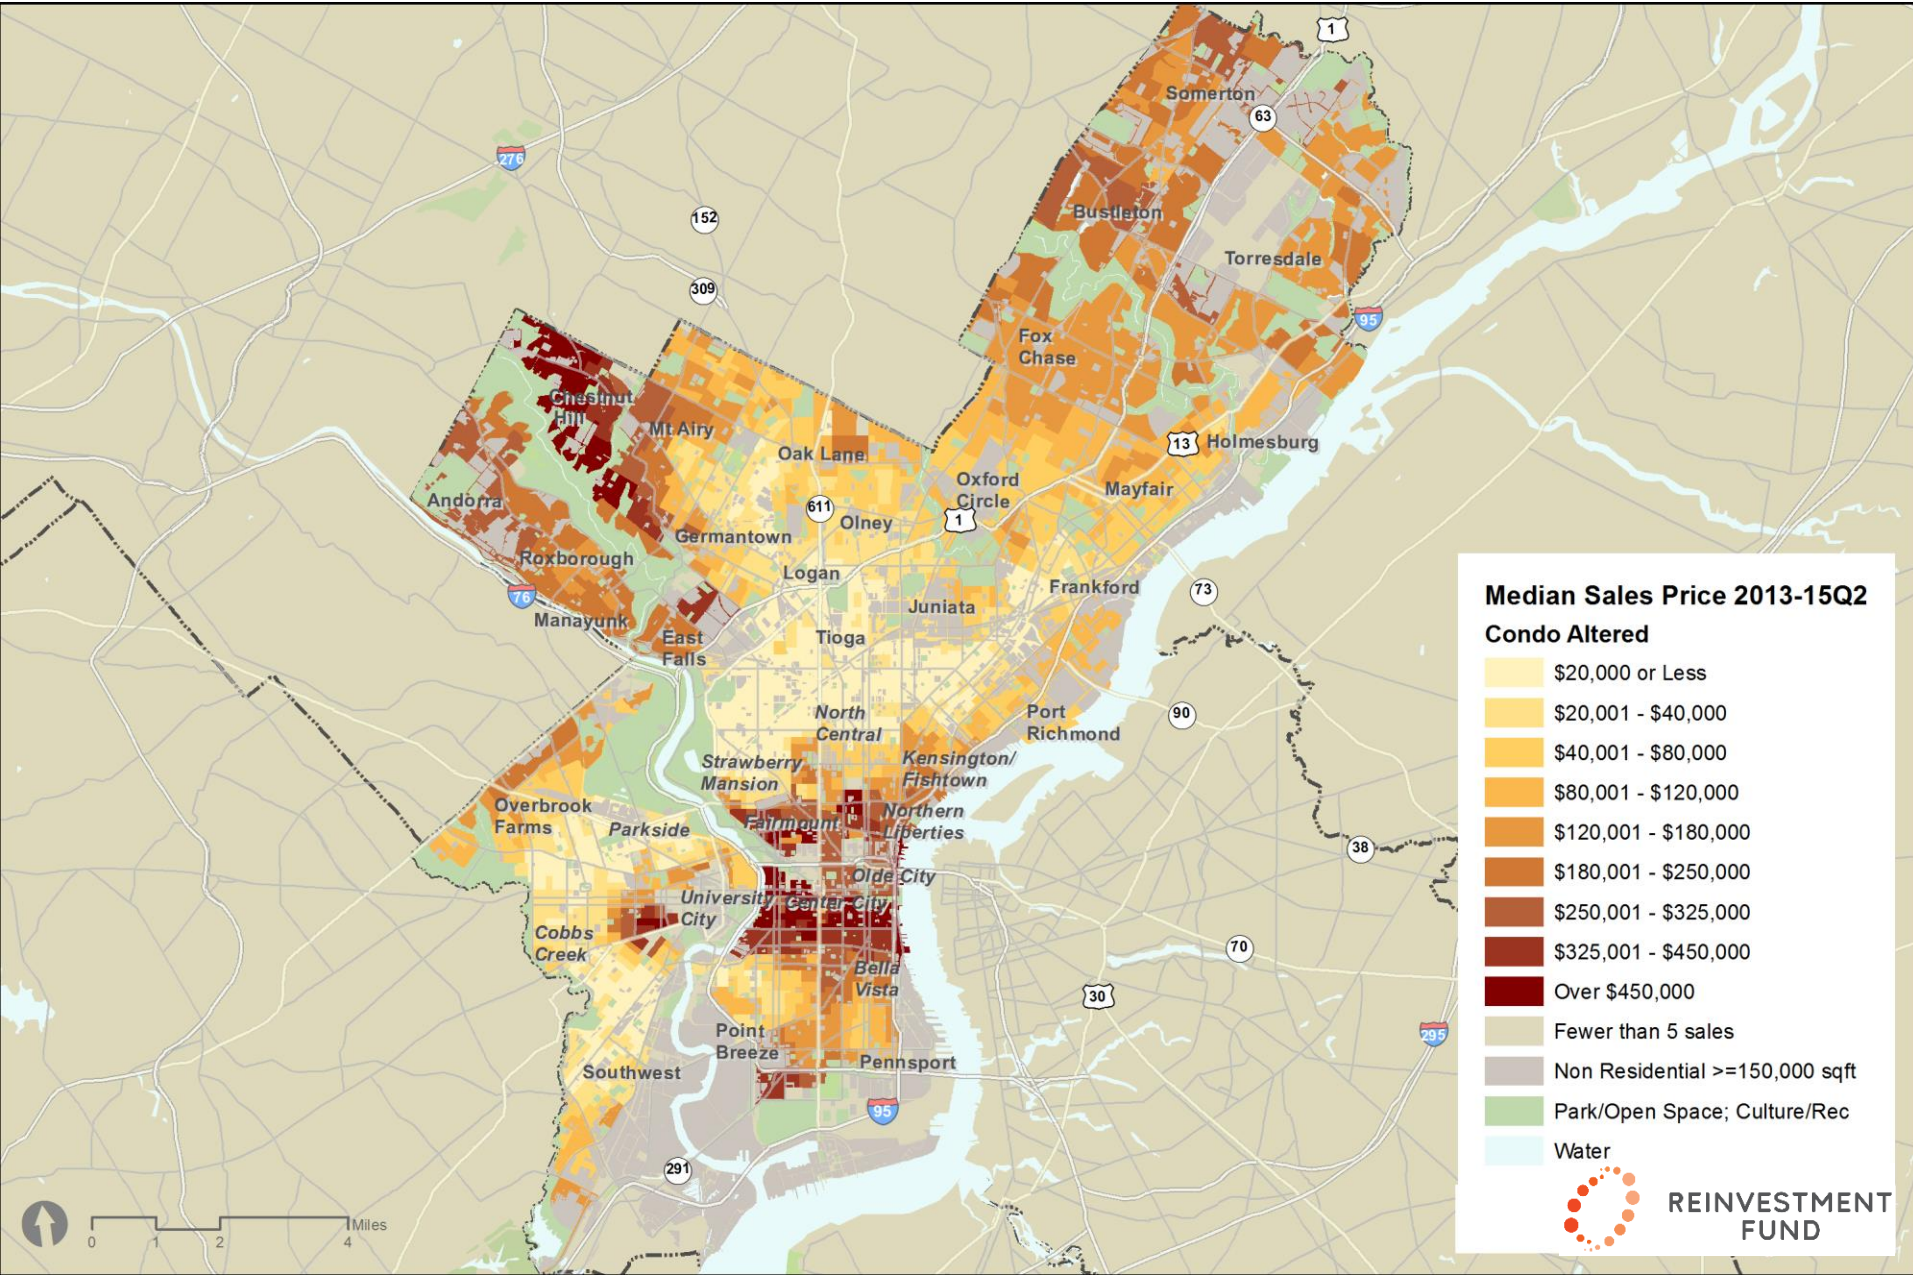 1
Somerton
63
276
Bustleton
152
Torresdale
309
95
Fox
Chase
Chestnut
Hill
Mt Airy
Oak Lane
13
Holmesburg
Oxford
Circle
Mayfair
Andorra
611
Olney
1
Germantown
Roxborough
Logan
Frankford
73
76
Juniata
Manayunk
Tioga
East
Falls
North
Central
Port
Richmond
90
Strawberry
Mansion
Kensington/
Fishtown
Overbrook
Farms
Parkside
Fairmount
Northern
Liberties
38
Olde City
University
City
Center City
Cobbs
Creek
70
Bella
Vista
30
Point
Breeze
295
Pennsport
Southwest
95
291
Miles
0 1 2 4
Median Sales Price 2013-15Q2
Condo Altered
$20,000 or Less
$20,001 - $40,000
$40,001 - $80,000
$80,001 - $120,000
$120,001 - $180,000
$180,001 - $250,000
$250,001 - $325,000
$325,001 - $450,000
Over $450,000
Fewer than 5 sales
Non Residential >=150,000 sqft
Park/Open Space; Culture/Rec
Water
REINVESTMENT
FUND